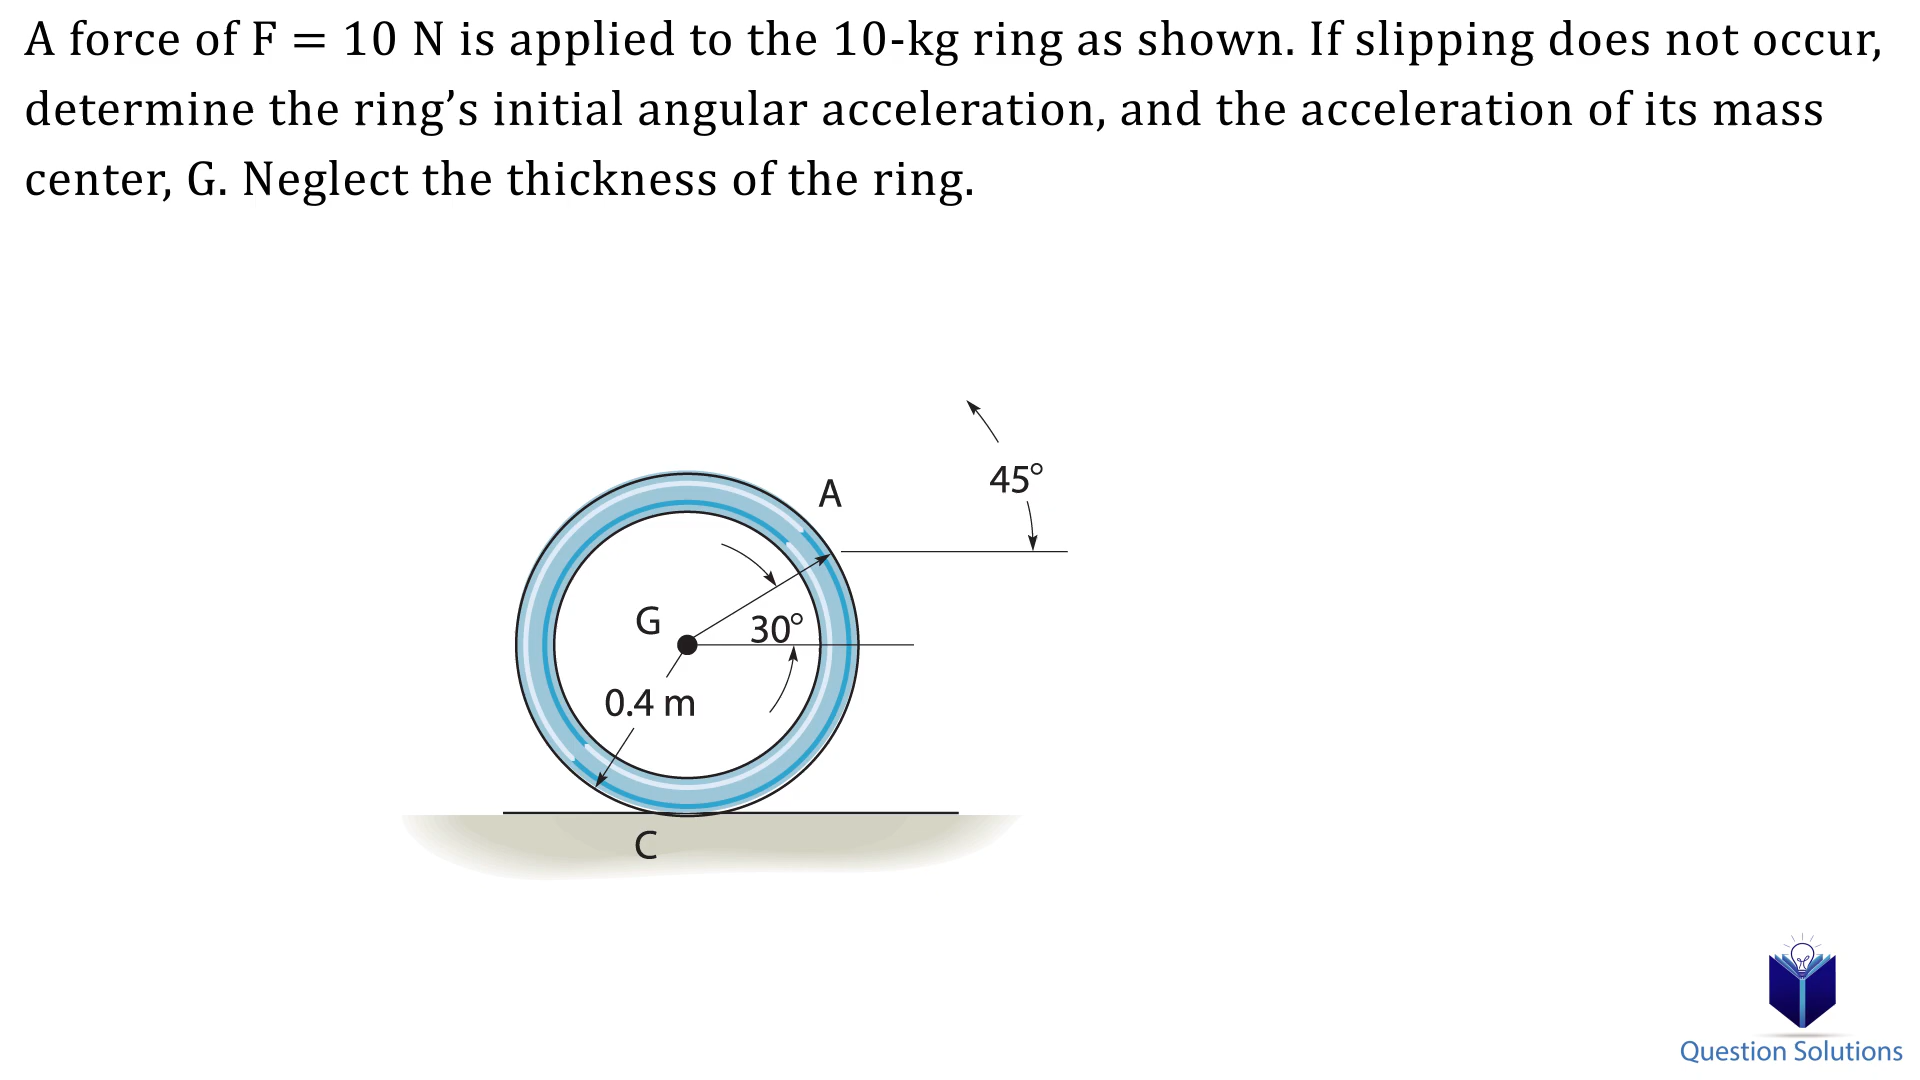 A force of F = 10 N is applied to the 10-kg ring as shown. If slipping does not occur,
determine the ring’s initial angular acceleration, and the acceleration of its mass
center, G. Neglect the thickness of the ring.
45°
A
G
30°
0.4 m
C
Question Solutions